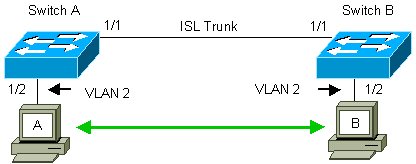 Switch A
Switch B
1/1
ISL Trunk
1/1
1/2
VLAN 2
VLAN 2
1/2
A
B